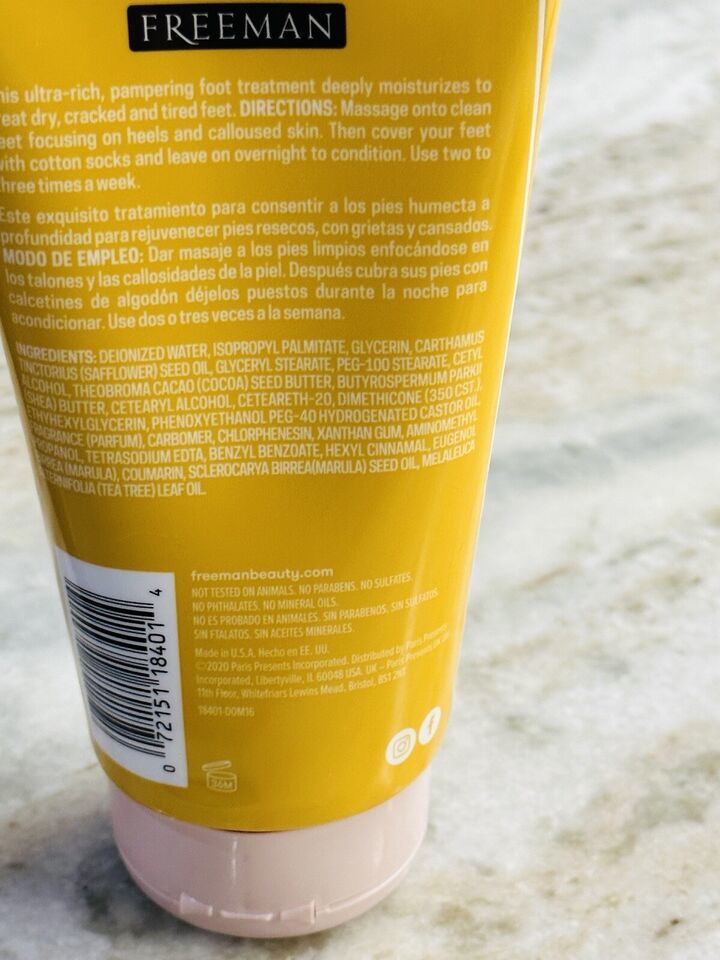 FREEMAN
his ultra-rich, pampering foot treatment deeply moisturizes to
reat dry, cracked and tired feet. DIRECTIONS: Massage onto clean
eet focusing on heels and calloused skin. Then cover your feet
ith cotton socks and leave on overnight to condition. Use two to
hree times a week.
Este exquisito tratamiento para consentir a los pies humecta a
profundidad para rejuvenecer pies resecos, con grietas y cansados.
MODO DE EMPLEO: Dar masaje a los pies limpios enfocándose en
los talones y las callosidades de la piel. Después cubra sus pies con
calcetines de algodón déjelos puestos durante la noche para
acondicionar. Use dos o tres veces a la semana.
INGREDIENTS: DEIONIZED WATER, ISOPROPYL PALMITATE, GLYCERIN, CARTHAMUS
TINCTORIUS (SAFFLOWER) SEED OIL, GLYCERYL STEARATE, PEG-100 STEARATE, CETYL
ALCOHOL, THEOBROMA CACAO (COCOA) SEED BUTTER, BUTYROSPERMUM PARKII
(SHEA) BUTTER, CETEARYL ALCOHOL, CETEARETH-20, DIMETHICONE (350 CST.),
ETHYHEXYLGLYCERIN, PHENOXYETHANOL PEG-40 HYDROGENATED CASTOR OIL,
FRAGRANCE (PARFUM), CARBOMER, CHLORPHENESIN, XANTHAN GUM, AMINOMETHYL
PROPANOL, TETRASODIUM EDTA, BENZYL BENZOATE, HEXYL CINNAMAL, EUGENOL
BIRREA (MARULA), COUMARIN, SCLEROCARYA BIRREA(MARULA) SEED OIL, MELALEUCA
TERNIFOLIA (TEA TREE) LEAF OIL.
freemanbeauty.com
NOT TESTED ON ANIMALS. NO PARABENS. NO SULFATES.
NO PHTHALATES. NO MINERAL OILS.
NO ES PROBADO EN ANIMALES. SIN PARABENOS. SIN SULFATOS.
SIN FTALATOS. SIN ACEITES MINERALES.
Made in U.S.A. Hecho en EE. UU.
©2020 Paris Presents Incorporated. Distributed by Paris Presents
Incorporated, Libertyville, IL 60048 USA. UK – Paris Presents UK Ltd
11th Floor, Whitefriars Lewins Mead, Bristol, BS1 2NT
18401-DOM16
0 72151 18401 4
36M